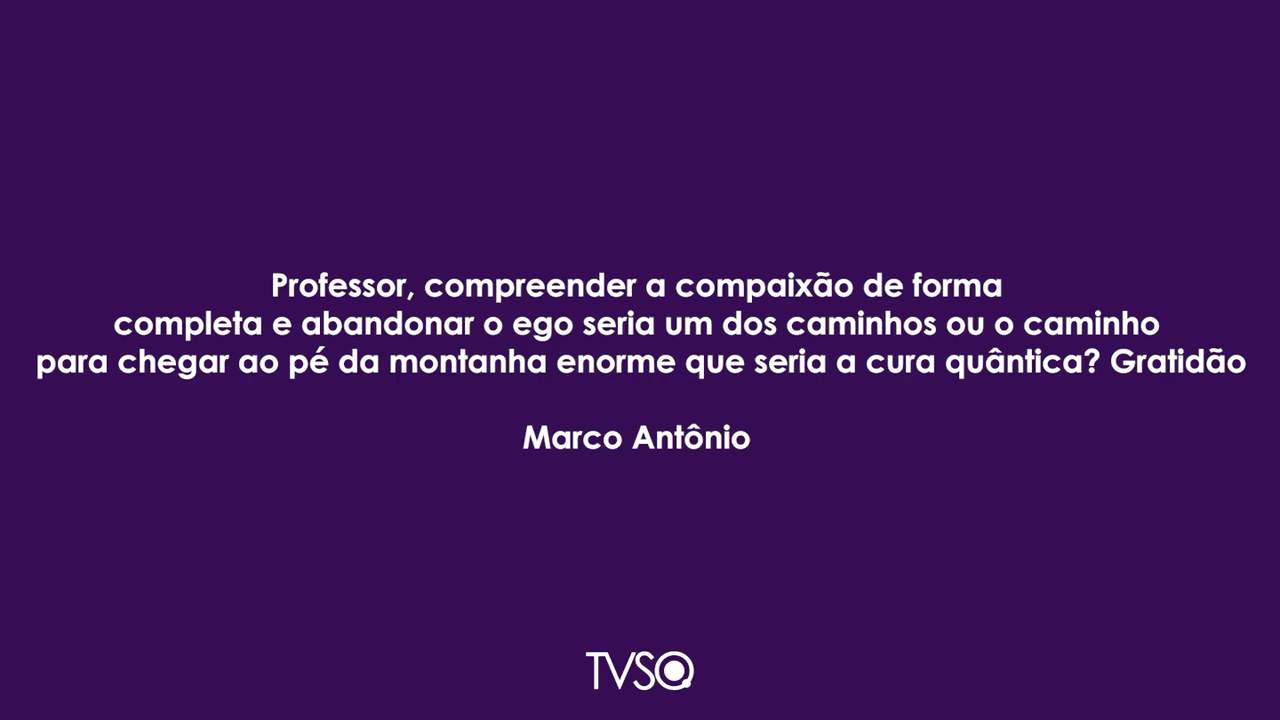 Professor, compreender a compaixão de forma
completa e abandonar o ego seria um dos caminhos ou o caminho
para chegar ao pé da montanha enorme que seria a cura quântica? Gratidão
Marco Antônio
TVSQ